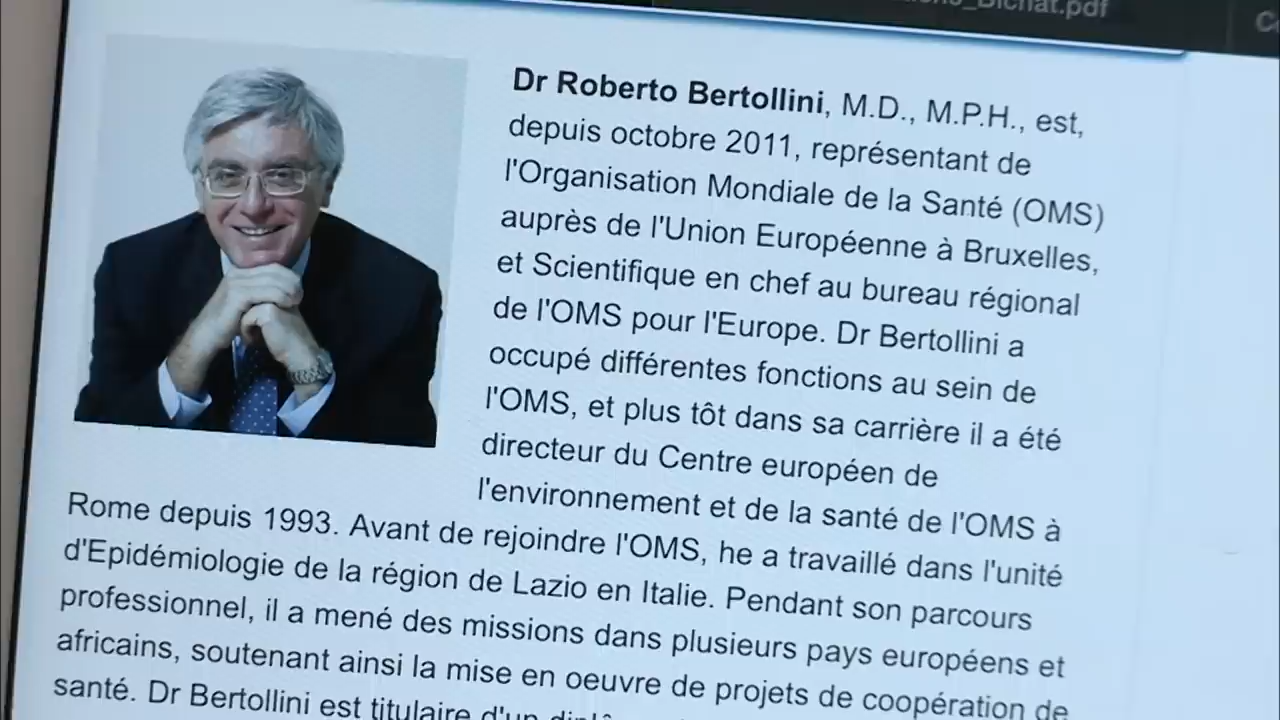 Bichat.pdf
Dr Roberto Bertollini, M.D., M.P.H., est,
depuis octobre 2011, représentant de
l'Organisation Mondiale de la Santé (OMS)
auprès de l'Union Européenne à Bruxelles,
et Scientifique en chef au bureau régional
de l'OMS pour l'Europe. Dr Bertollini a
occupé différentes fonctions au sein de
l'OMS, et plus tôt dans sa carrière il a été
directeur du Centre européen de
l'environnement et de la santé de l'OMS à
Rome depuis 1993. Avant de rejoindre l'OMS, he a travaillé dans l'unité
d'Epidémiologie de la région de Lazio en Italie. Pendant son parcours
professionnel, il a mené des missions dans plusieurs pays européens et
africains, soutenant ainsi la mise en oeuvre de projets de coopération de
santé. Dr Bertollini est titulaire d'un